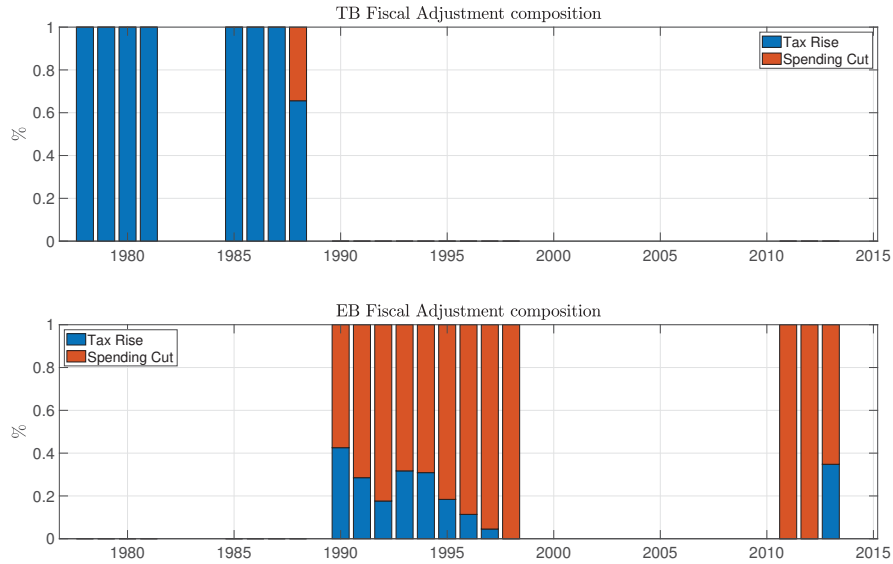 TB Fiscal Adjustment composition
1
0.8
0.6
0.4
0.2
0
%
Tax Rise
Spending Cut
1980 1985 1990 1995 2000 2005 2010 2015
EB Fiscal Adjustment composition
1
0.8
0.6
0.4
0.2
0
%
Tax Rise
Spending Cut
1980 1985 1990 1995 2000 2005 2010 2015